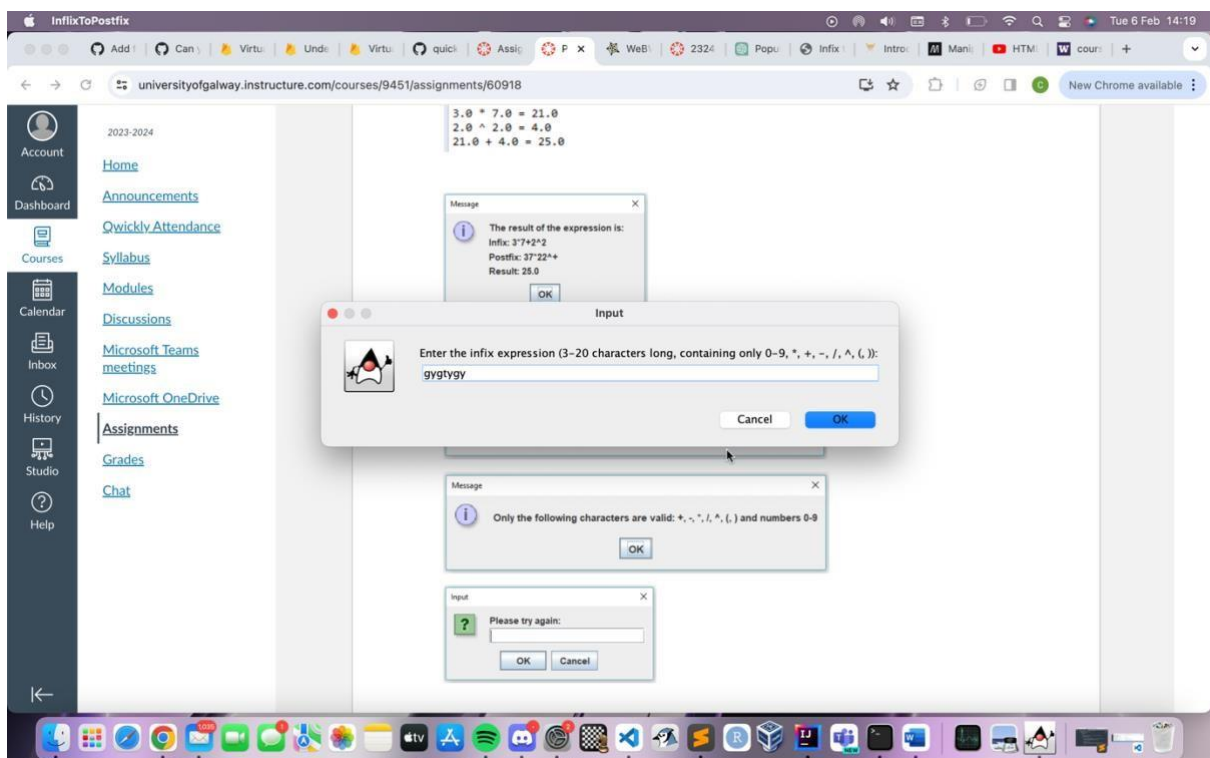 InflixToPostfix
Tue 6 Feb 14:19
Add
Can
Virtu
Unde
Virtu
quick
Assig
P
WeB
2324
Popu
Infix
Intro
Mani
HTM
cours
universityofgalway.instructure.com/courses/9451/assignments/60918
New Chrome available
Account
Dashboard
Courses
Calendar
Inbox
History
Studio
Help
2023-2024
Home
Announcements
Qwickly Attendance
Syllabus
Modules
Discussions
Microsoft Teams
meetings
Microsoft OneDrive
Assignments
Grades
Chat
3.0 * 7.0 = 21.0
2.0 ^ 2.0 = 4.0
21.0 + 4.0 = 25.0
Message
The result of the expression is:
Infix: 3*7+2^2
Postfix: 37*22^+
Result: 25.0
OK
Input
Enter the infix expression (3-20 characters long, containing only 0-9, *, +, -, /, ^, (, )):
gygtygy
Cancel
OK
Message
Only the following characters are valid: +, -, *, /, ^, (, ) and numbers 0-9
OK
Input
Please try again:
OK
Cancel
tv